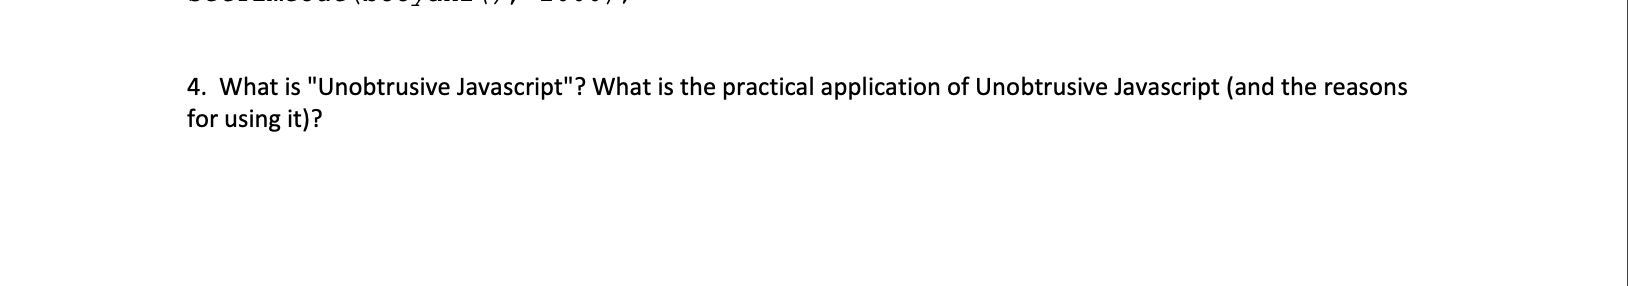 4. What is "Unobtrusive Javascript"? What is the practical application of Unobtrusive Javascript (and the reasons
for using it)?